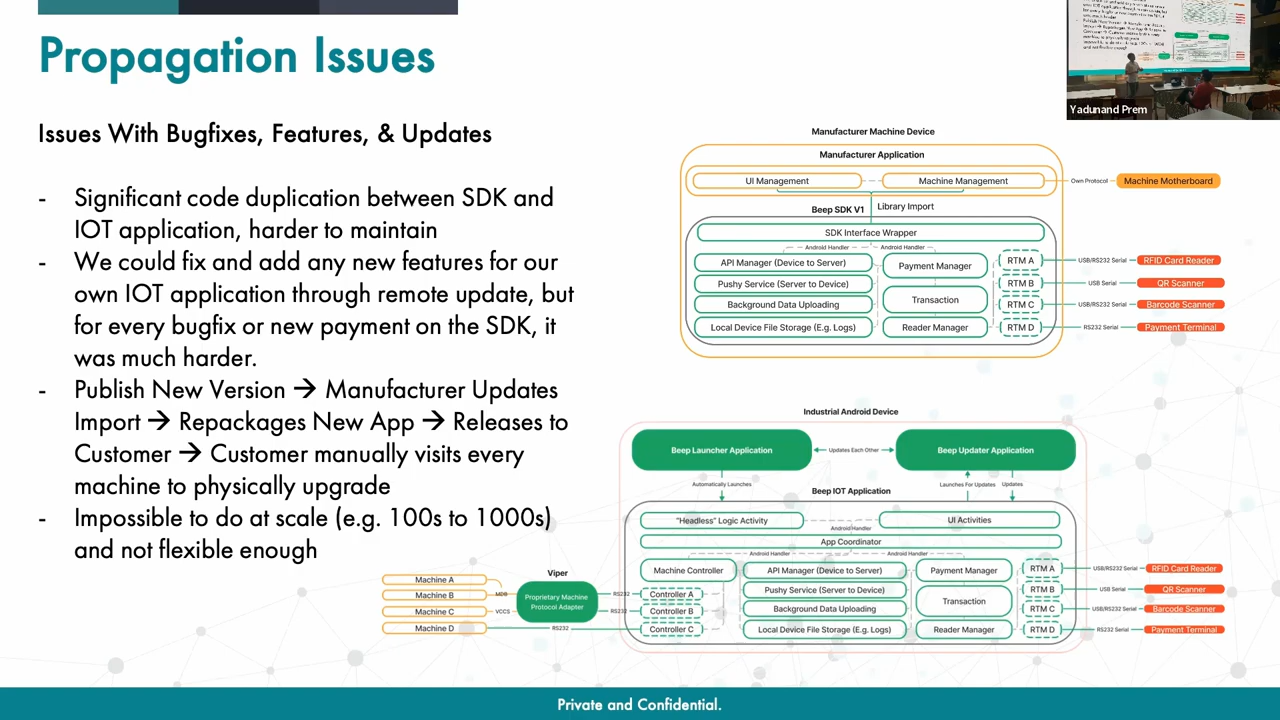 Propagation Issues
Yadunand Prem
Issues With Bugfixes, Features, & Updates
- Significant code duplication between SDK and
IOT application, harder to maintain
- We could fix and add any new features for our
own IOT application through remote update, but
for every bugfix or new payment on the SDK, it
was much harder.
- Publish New Version → Manufacturer Updates
Import → Repackages New App → Releases to
Customer → Customer manually visits every
machine to physically upgrade
- Impossible to do at scale (e.g. 100s to 1000s)
and not flexible enough
Manufacturer Machine Device
Manufacturer Application
UI Management
Machine Management
Own Protocol
Machine Motherboard
Beep SDK V1
Library Import
SDK Interface Wrapper
Android Handler
Android Handler
API Manager (Device to Server)
Pushy Service (Server to Device)
Background Data Uploading
Local Device File Storage (E.g. Logs)
Payment Manager
Transaction
Reader Manager
RTM A
USB/RS232 Serial
RFID Card Reader
RTM B
USB Serial
QR Scanner
RTM C
USB/RS232 Serial
Barcode Scanner
RTM D
RS232 Serial
Payment Terminal
Industrial Android Device
Beep Launcher Application
Updates Each Other
Beep Updater Application
Automatically Launches
Launches For Updates
Updates
Beep IOT Application
"Headless" Logic Activity
Android Handler
UI Activities
App Coordinator
Android Handler
Android Handler
Machine Controller
Controller A
Controller B
Controller C
API Manager (Device to Server)
Pushy Service (Server to Device)
Background Data Uploading
Local Device File Storage (E.g. Logs)
Payment Manager
Transaction
Reader Manager
RTM A
USB/RS232 Serial
RFID Card Reader
RTM B
USB Serial
QR Scanner
RTM C
USB/RS232 Serial
Barcode Scanner
RTM D
RS232 Serial
Payment Terminal
Viper
Proprietary Machine
Protocol Adapter
Machine A
Machine B
Machine C
Machine D
MDB
VCCS
RS232
RS232
RS232
Private and Confidential.